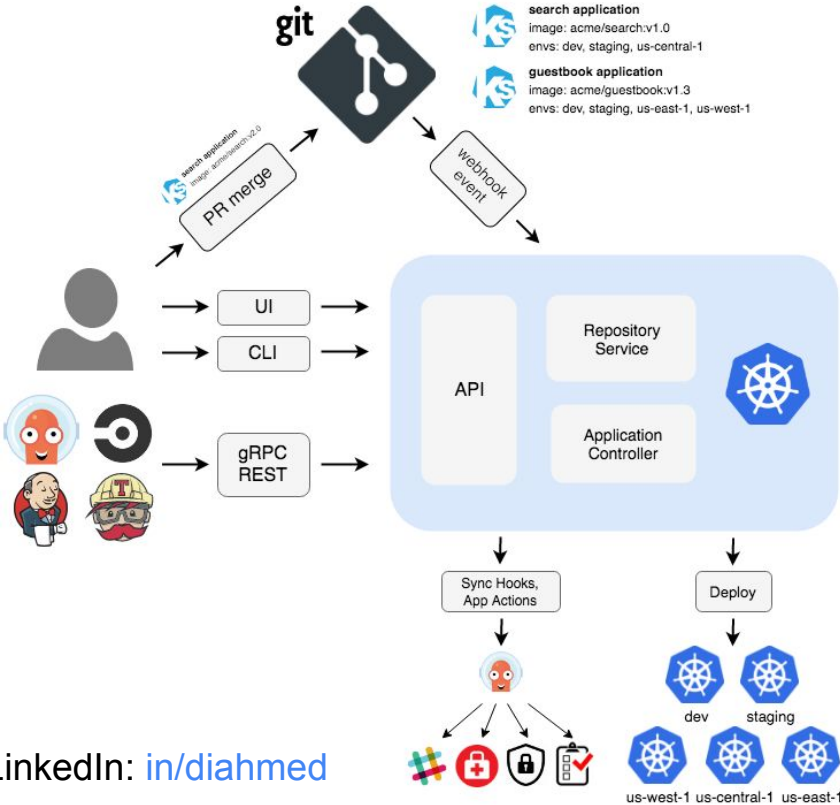 git
search application
image: acme/search:v1.0
envs: dev, staging, us-central-1
guestbook application
image: acme/guestbook:v1.3
envs: dev, staging, us-east-1, us-west-1
Ks
Ks
search application
image: acme/search:v2.0
Ks
PR merge
webhook
event
UI
CLI
gRPC
REST
T
API
Repository
Service
Application
Controller
Sync Hooks,
App Actions
Deploy
dev
staging
us-west-1
us-central-1
us-east-1
LinkedIn: in/diahmed